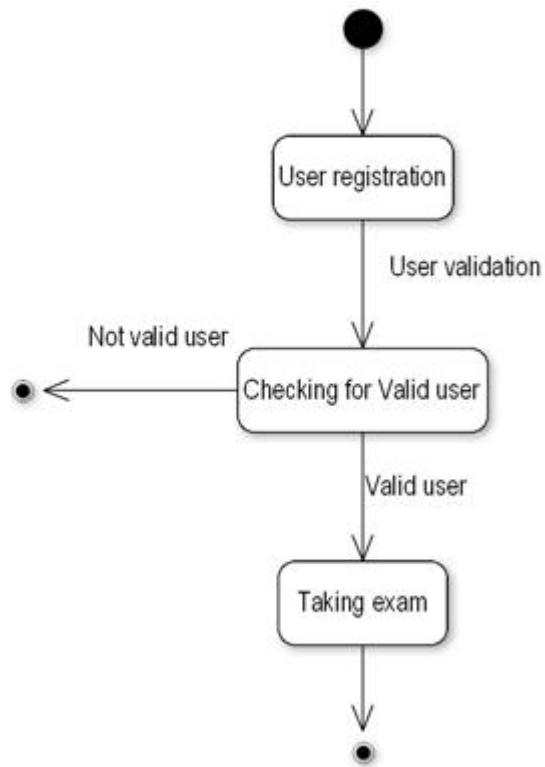 User registration
User validation
Not valid user
Checking for Valid user
Valid user
Taking exam